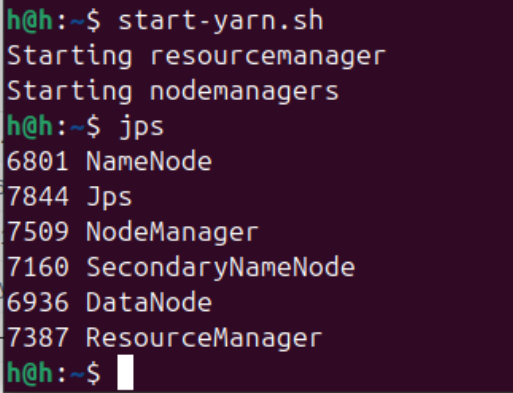 h@h:~$ start-yarn.sh
Starting resourcemanager
Starting nodemanagers
h@h:~$ jps
6801 NameNode
7844 Jps
7509 NodeManager
7160 SecondaryNameNode
6936 DataNode
7387 ResourceManager
h@h:~$